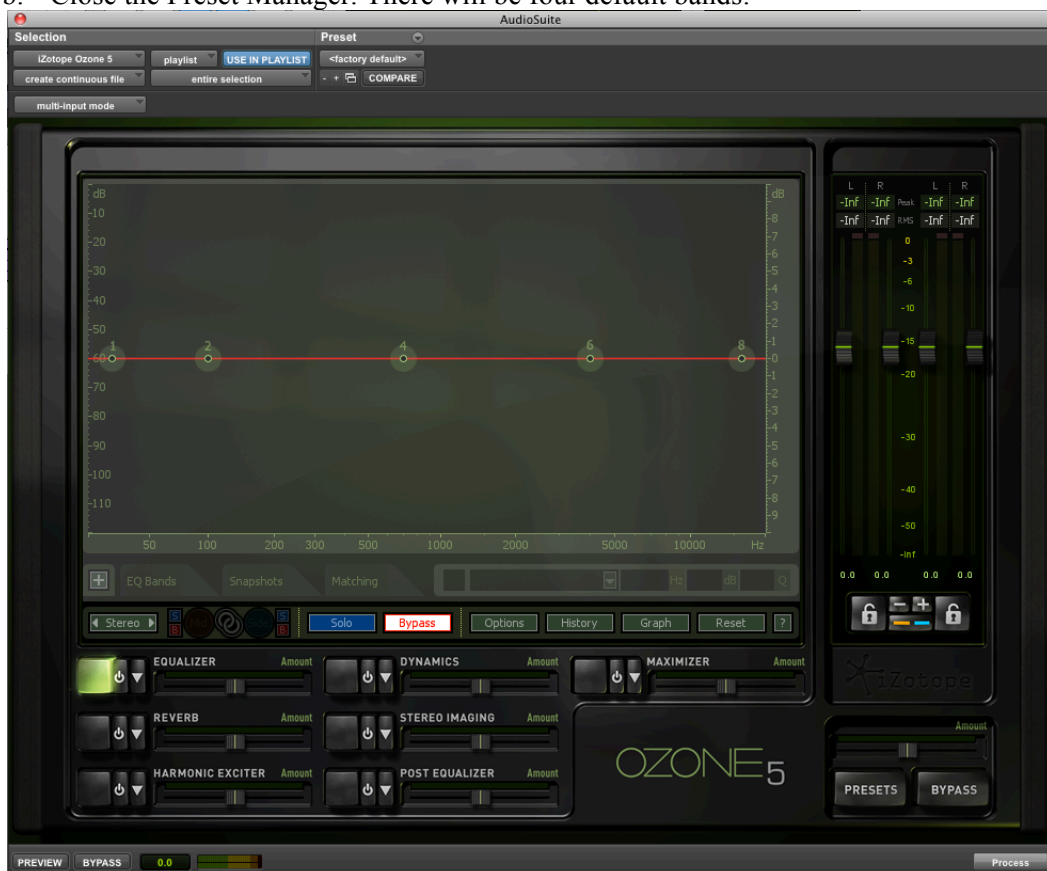 b. Close the Preset Manager. There will be four default bands.
AudioSuite
Selection Preset
iZotope Ozone 5 playlist USE IN PLAYLIST <factory default>
create continuous file entire selection - + COMPARE
multi-input mode
dB dB
-10 -8
-20 -7
-6
-30 -5
-40 -4
-3
-50 -2
1 2 4 6 8 -1
-60 -0
-70 -1
-2
-80 -3
-4
-90 -5
-6
-100 -7
-110 -8
-9
50 100 200 300 500 1000 2000 5000 10000 Hz
L R L R
-Inf -Inf Peak -Inf -Inf
-Inf -Inf RMS -Inf -Inf
0
-3
-6
-10
-15
-20
-30
-40
-50
-Inf
0.0 0.0 0.0 0.0
+ EQ Bands Snapshots Matching Hz dB Q
Stereo S B Mid Side S B Solo Bypass Options History Graph Reset ?
EQUALIZER Amount DYNAMICS Amount MAXIMIZER Amount
iZotope
REVERB Amount STEREO IMAGING Amount
HARMONIC EXCITER Amount POST EQUALIZER Amount
OZONE 5
Amount
PRESETS BYPASS
PREVIEW BYPASS 0.0 Process